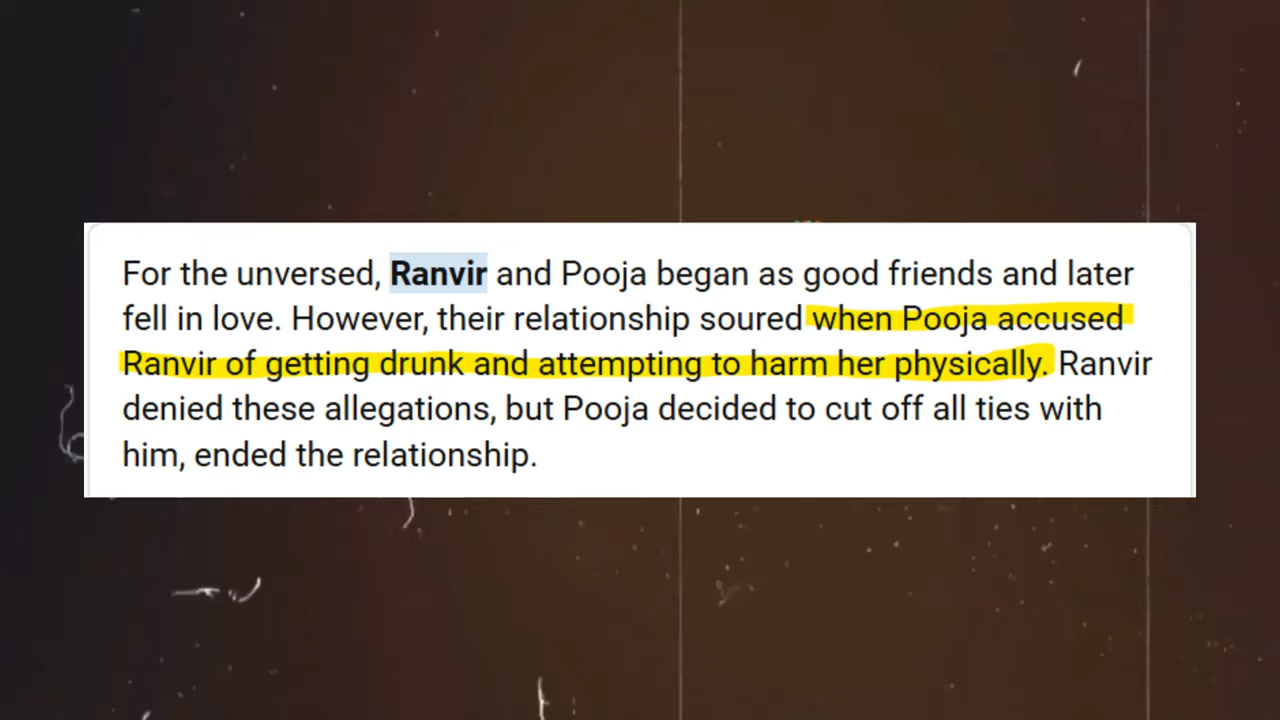 For the unversed, Ranvir and Pooja began as good friends and later
fell in love. However, their relationship soured when Pooja accused
Ranvir of getting drunk and attempting to harm her physically. Ranvir
denied these allegations, but Pooja decided to cut off all ties with
him, ended the relationship.